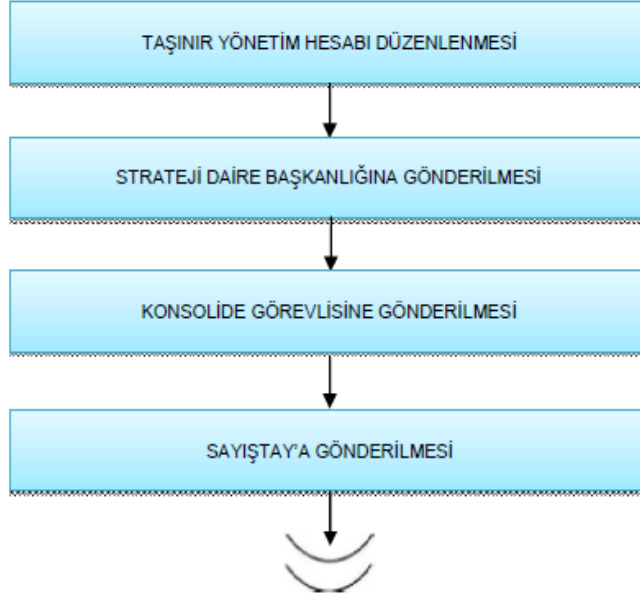 TAŞINIR YÖNETİM HESABI DÜZENLENMESİ
STRATEJİ DAİRE BAŞKANLIĞINA GÖNDERİLMESİ
KONSOLİDE GÖREVLİSİNE GÖNDERİLMESİ
SAYIŞTAY'A GÖNDERİLMESİ